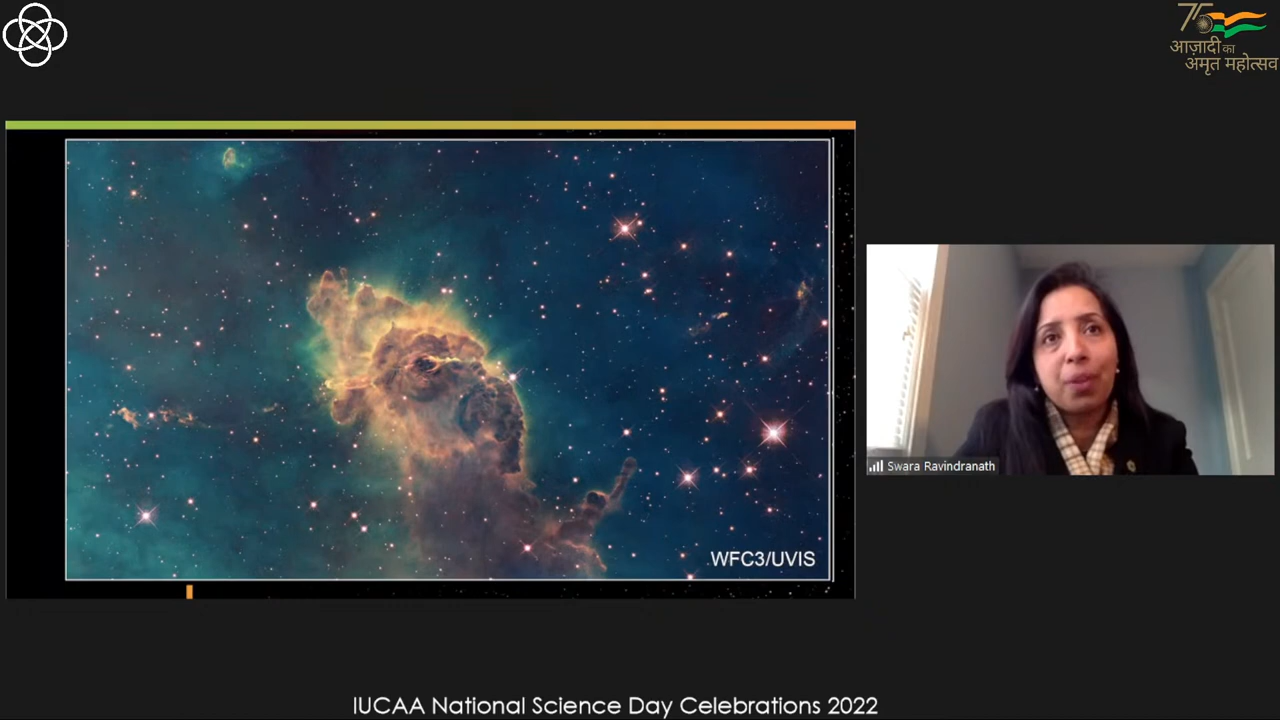 75
आज़ादी का
अमृत महोत्सव
WFC3/UVIS
Swara Ravindranath
IUCAA National Science Day Celebrations 2022